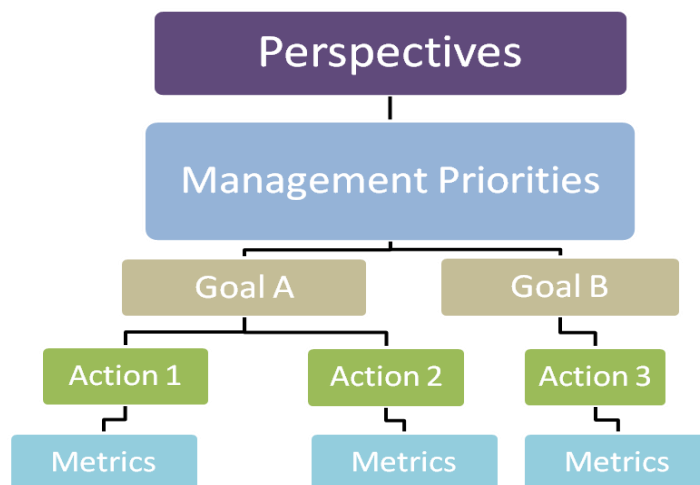 Perspectives
Management Priorities
Goal A
Goal B
Action 1
Action 2
Action 3
Metrics
Metrics
Metrics